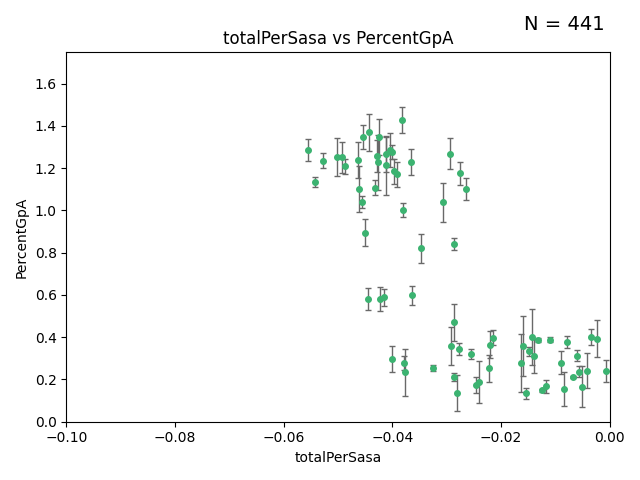 N = 441
totalPerSasa vs PercentGpA
PercentGpA
1.6
1.4
1.2
1.0
0.8
0.6
0.4
0.2
0.0
−0.10 −0.08 −0.06 −0.04 −0.02 0.00
totalPerSasa